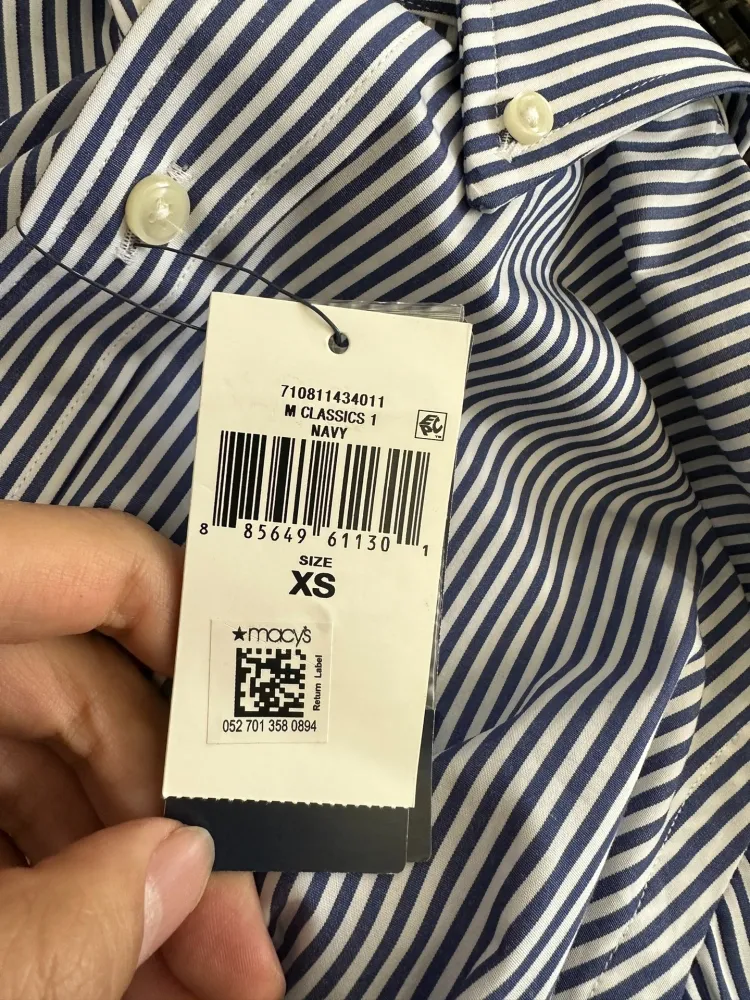 710811434011
M CLASSICS 1
NAVY
8 85649 61130 1
SIZE
XS
★macy's
Return Label
052 701 358 0894